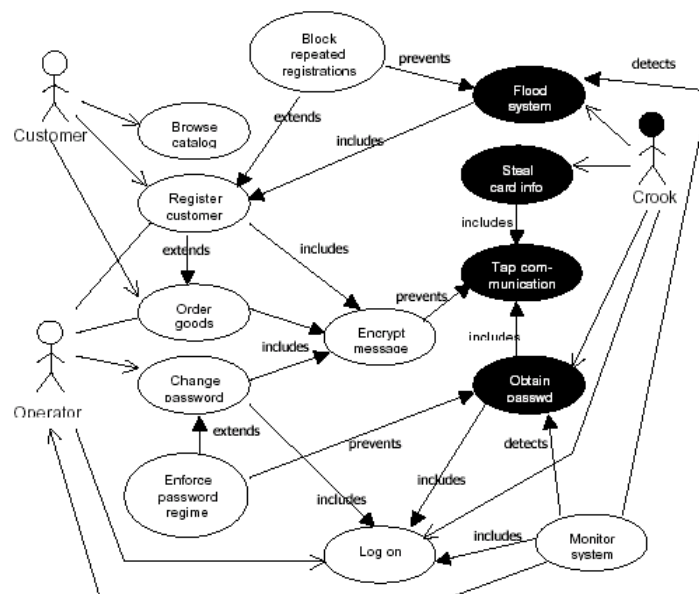 Block
repeated
registrations
prevents
detects
Flood
system
Customer
Browse
catalog
extends
includes
Steal
card info
Crook
Register
customer
includes
extends
includes
Tap com-
munication
prevents
Order
goods
Encrypt
message
includes
includes
Operator
Change
password
Obtain
passwd
extends
prevents
detects
Enforce
password
regime
includes
includes
Log on
includes
Monitor
system